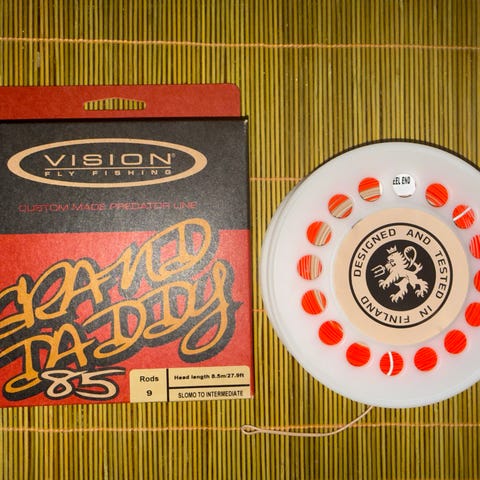 VISION®
FLY FISHING
CUSTOM MADE PREDATOR LINE
GRAND
DADDY
85
Rods
9
Head length 8.5m/27.9ft
SLOMO TO INTERMEDIATE
EEL END
DESIGNED AND TESTED IN FINLAND